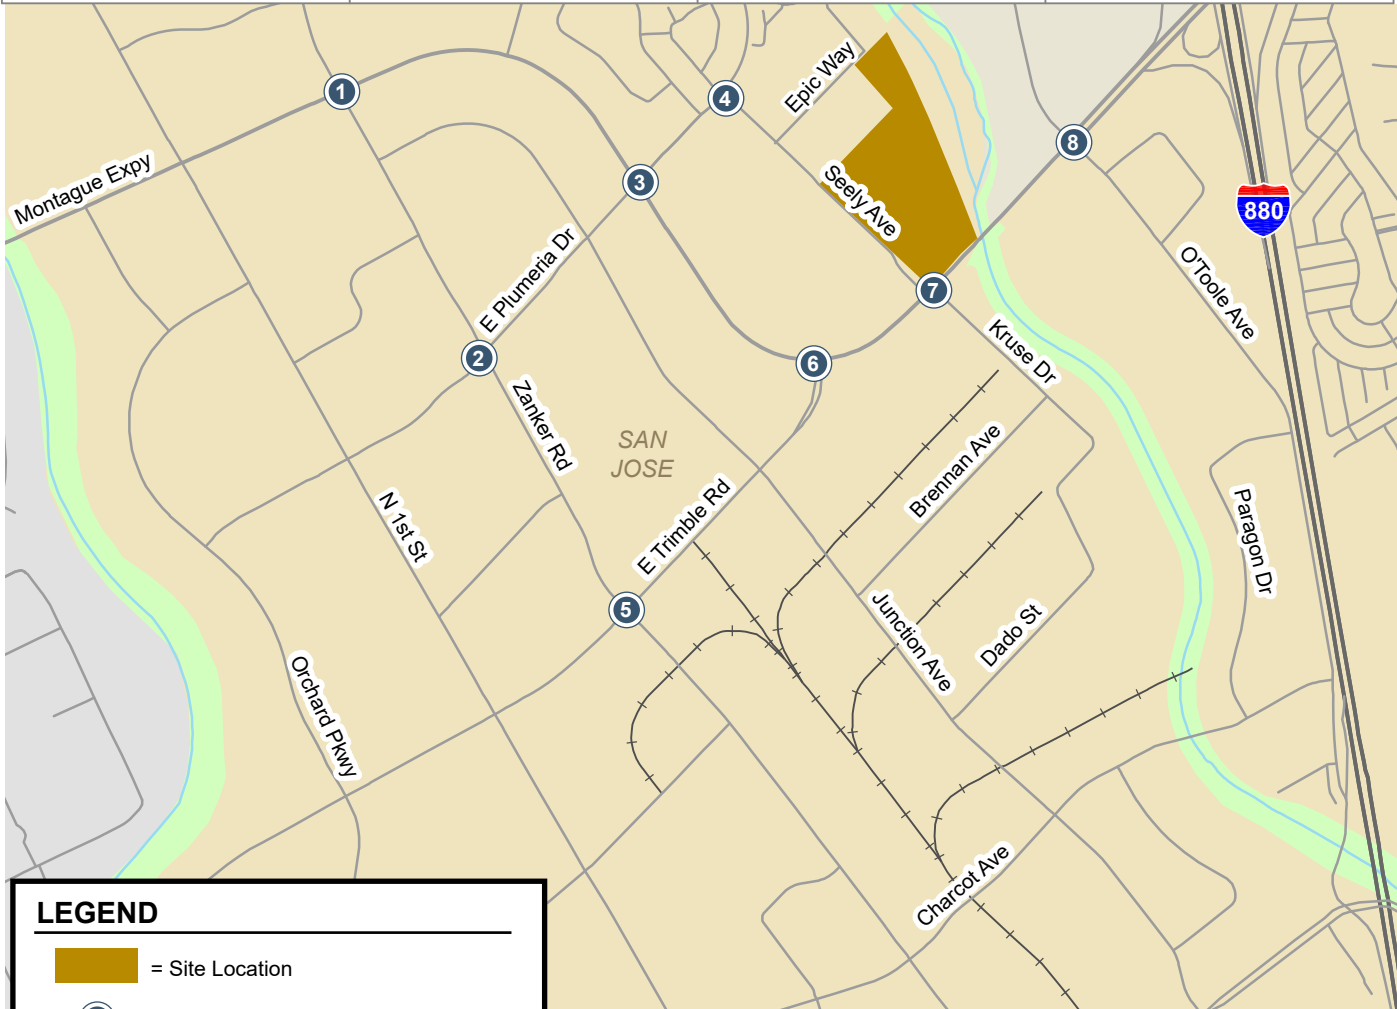 Epic Way
1
4
8
Montague Expy
3
Seely Ave
880
E Plumeria Dr
O'Toole Ave
7
Kruse Dr
2
6
Zanker Rd
SAN
JOSE
Brennan Ave
E Trimble Rd
N 1st St
Paragon Dr
5
Junction Ave
Dado St
Orchard Pkwy
Charcot Ave
LEGEND
= Site Location